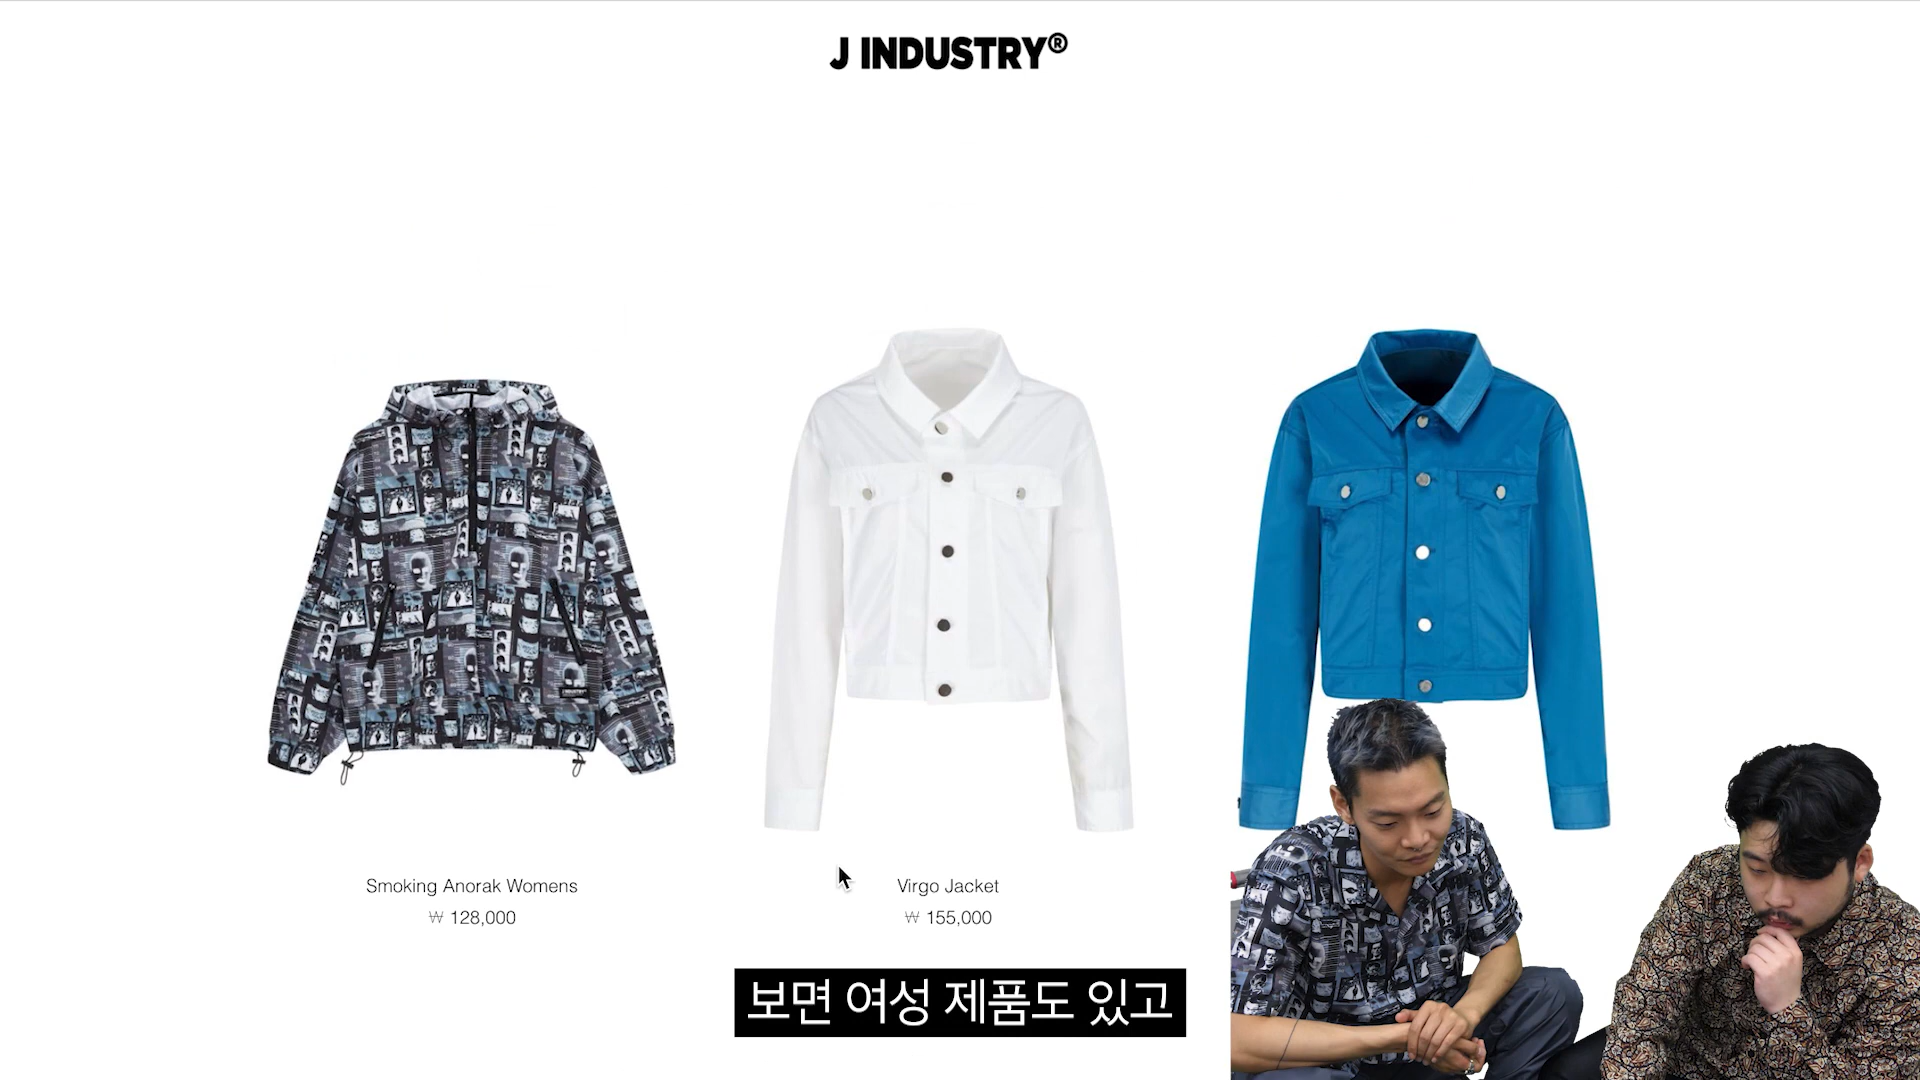 J INDUSTRY®
Smoking Anorak Womens
₩ 128,000
Virgo Jacket
₩ 155,000
보면 여성 제품도 있고